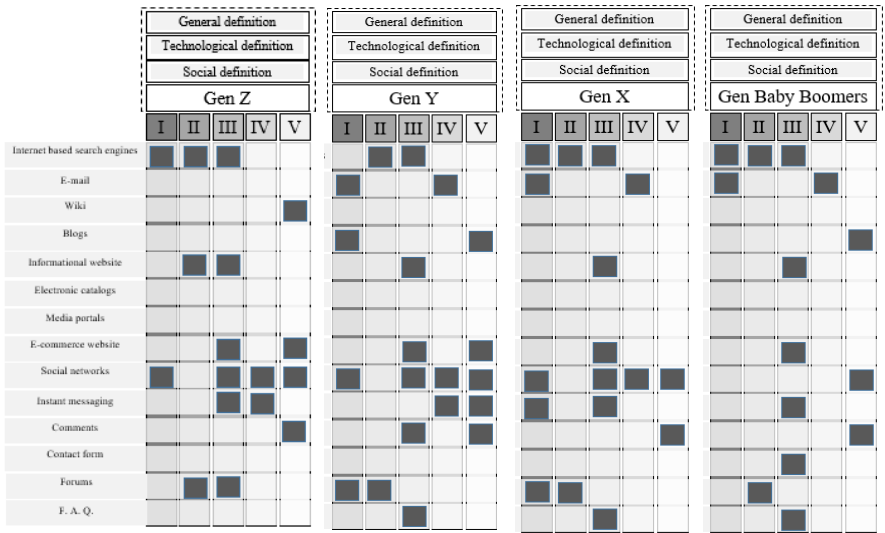 General definition
Technological definition
Social definition
Gen Z
I II III IV V
General definition
Technological definition
Social definition
Gen Y
I II III IV V
General definition
Technological definition
Social definition
Gen X
I II III IV V
General definition
Technological definition
Social definition
Gen Baby Boomers
I II III IV V
Internet based search engines
E-mail
Wiki
Blogs
Informational website
Electronic catalogs
Media portals
E-commerce website
Social networks
Instant messaging
Comments
Contact form
Forums
F. A. Q.